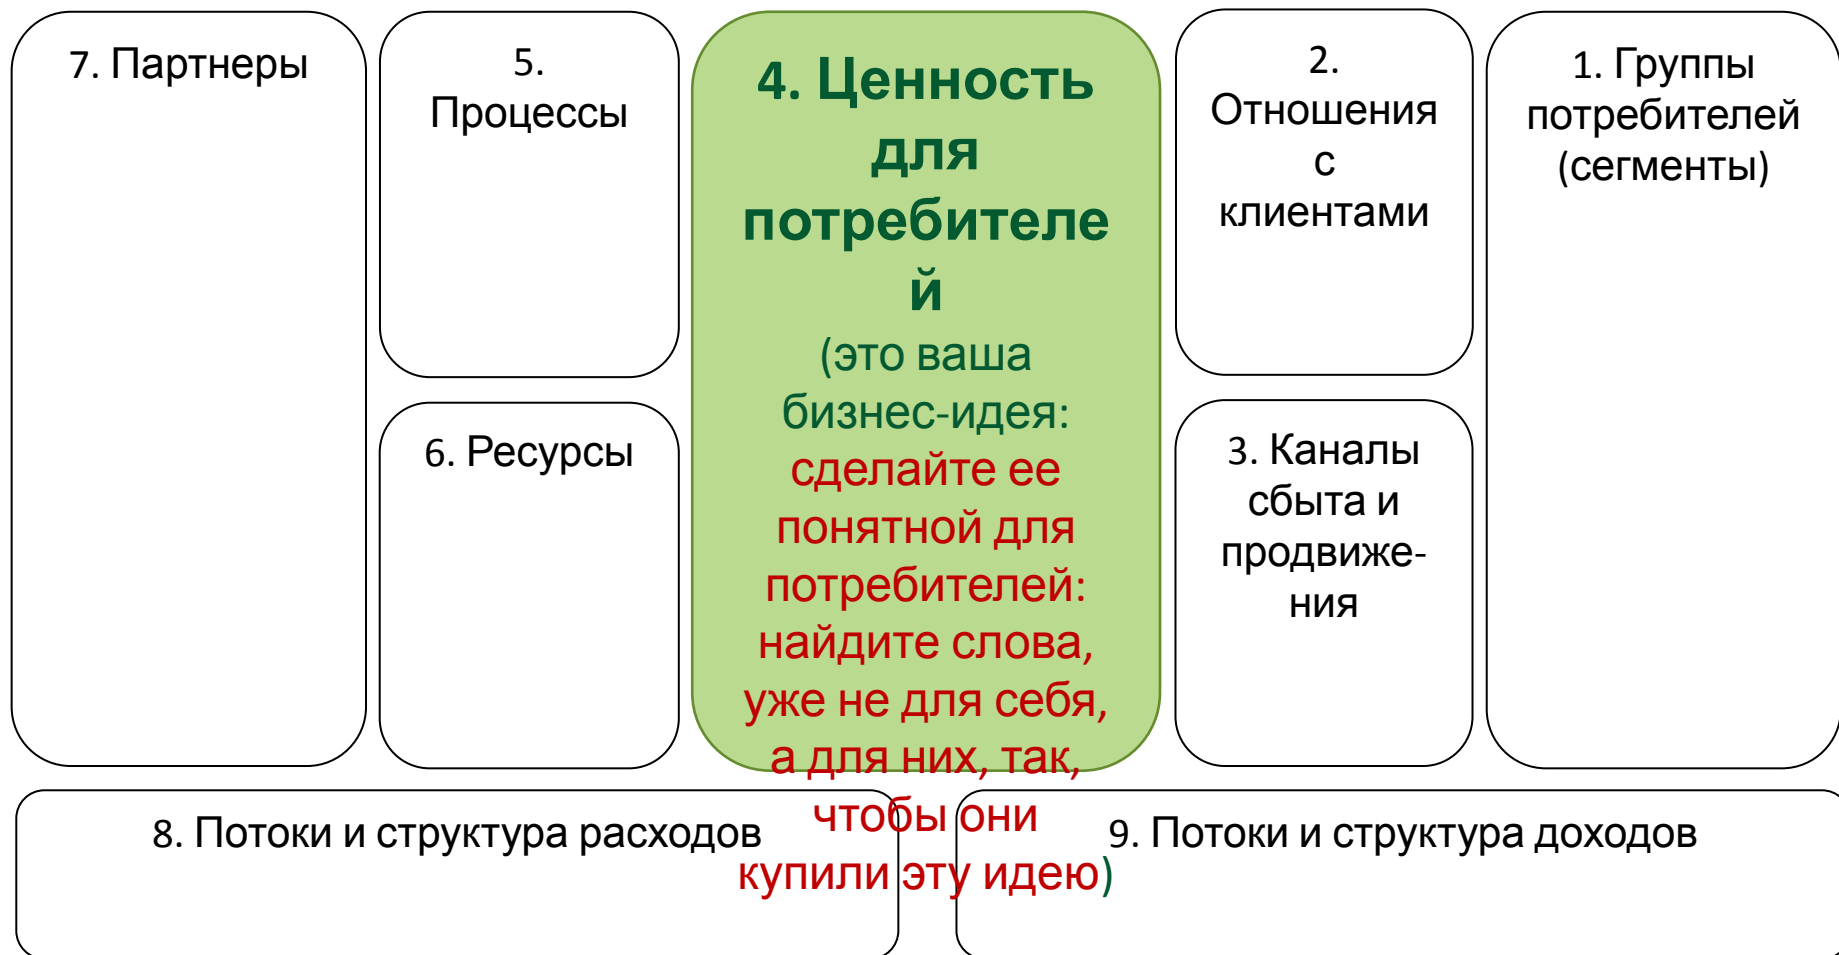 7. Партнеры
5.
Процессы
6. Ресурсы
4. Ценность
для
потребителе
й
(это ваша
бизнес-идея:
сделайте ее
понятной для
потребителей:
найдите слова,
уже не для себя,
а для них, так,
чтобы они
купили эту идею)
2.
Отношения
с
клиентами
3. Каналы
сбыта и
продвиже-
ния
1. Группы
потребителей
(сегменты)
8. Потоки и структура расходов
9. Потоки и структура доходов